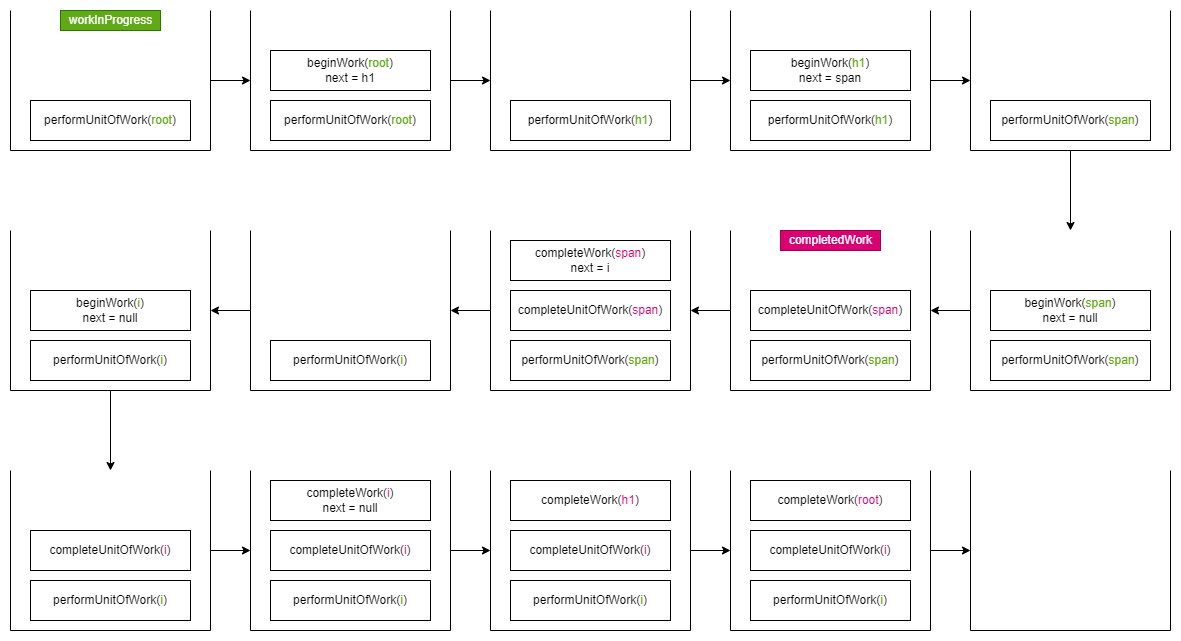 workInProgress
performUnitOfWork(root)
beginWork(root)
next = h1
performUnitOfWork(root)
performUnitOfWork(h1)
beginWork(h1)
next = span
performUnitOfWork(h1)
performUnitOfWork(span)
beginWork(i)
next = null
performUnitOfWork(i)
performUnitOfWork(i)
completeWork(span)
next = i
completeUnitOfWork(span)
performUnitOfWork(span)
completedWork
completeUnitOfWork(span)
performUnitOfWork(span)
beginWork(span)
next = null
performUnitOfWork(span)
completeUnitOfWork(i)
performUnitOfWork(i)
completeWork(i)
next = null
completeUnitOfWork(i)
performUnitOfWork(i)
completeWork(h1)
completeUnitOfWork(i)
performUnitOfWork(i)
completeWork(root)
completeUnitOfWork(i)
performUnitOfWork(i)